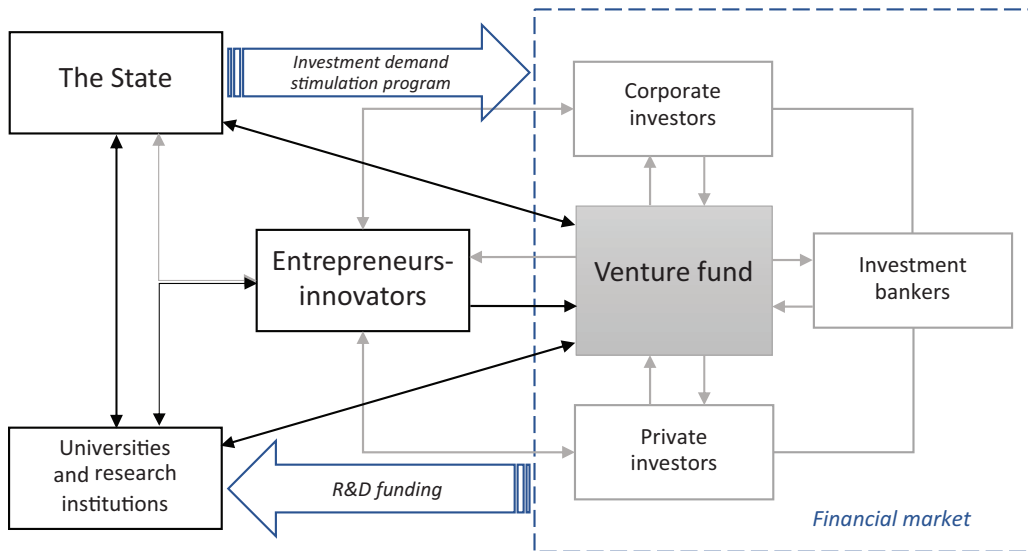 The State
Investment demand
stimulation program
Corporate
investors
Entrepreneurs-
innovators
Venture fund
Investment
bankers
Universities
and research
institutions
R&D funding
Private
investors
Financial market